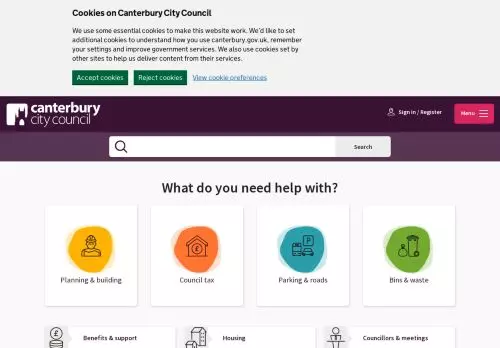 Cookies on Canterbury City Council
We use some essential cookies to make this website work. We'd like to
set additional cookies to understand how you use canterbury.gov.uk, remember
your settings and improve government services. We also use cookies set by
other sites to help us deliver content from their services.
Accept cookies
Reject cookies
View cookie preferences
canterbury
city council
Sign in / Register
Menu
Search
What do you need help with?
Planning & building
Council tax
Parking & roads
Bins & waste
Benefits & support
Housing
Councillors & meetings